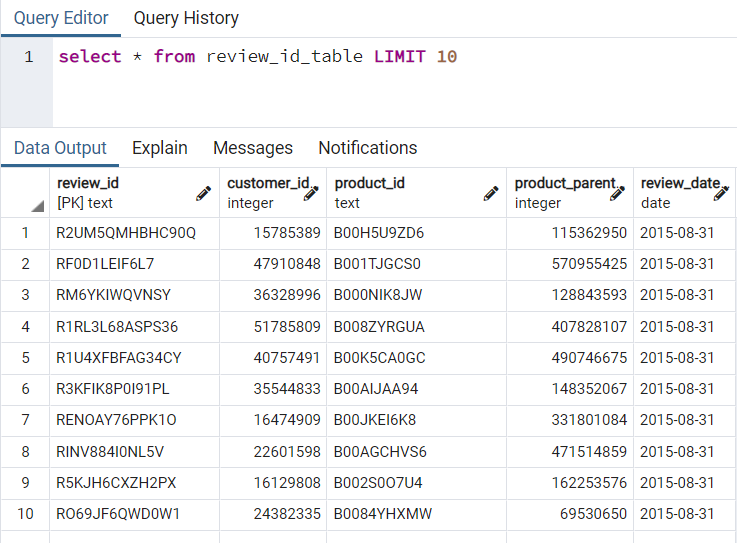 Query Editor Query History
1 select * from review_id_table LIMIT 10
Data Output Explain Messages Notifications
review_id customer_id product_id product_parent review_date
[PK] text integer text integer date
1 R2UM5QMHBHC90Q 15785389 B00H5U9ZD6 115362950 2015-08-31
2 RF0D1LEIF6L7 47910848 B001TJGCS0 570955425 2015-08-31
3 RM6YKIWQVNSY 36328996 B000NIK8JW 128843593 2015-08-31
4 R1RL3L68ASPS36 51785809 B008ZYRGUA 407828107 2015-08-31
5 R1U4XFBFAG34CY 40757491 B00K5CA0GC 490746675 2015-08-31
6 R3KFIK8P0I91PL 35544833 B00AIJAA94 148352067 2015-08-31
7 RENOAY76PPK1O 16474909 B00JKEI6K8 331801084 2015-08-31
8 RINV884I0NL5V 22601598 B00AGCHVS6 471514859 2015-08-31
9 R5KJH6CXZH2PX 16129808 B002S0O7U4 162253576 2015-08-31
10 RO69JF6QWD0W1 24382335 B0084YHXMW 69530650 2015-08-31